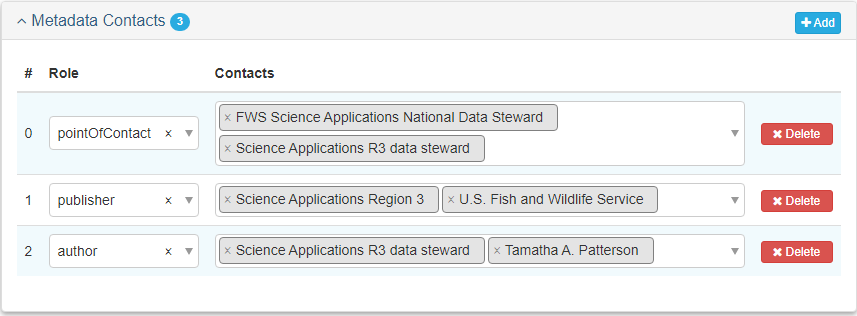 Metadata Contacts 3 + Add
# Role Contacts
0 pointOfContact × × FWS Science Applications National Data Steward × Delete
× Science Applications R3 data steward
1 publisher × × Science Applications Region 3 × U.S. Fish and Wildlife Service × Delete
2 author × × Science Applications R3 data steward × Tamatha A. Patterson × Delete